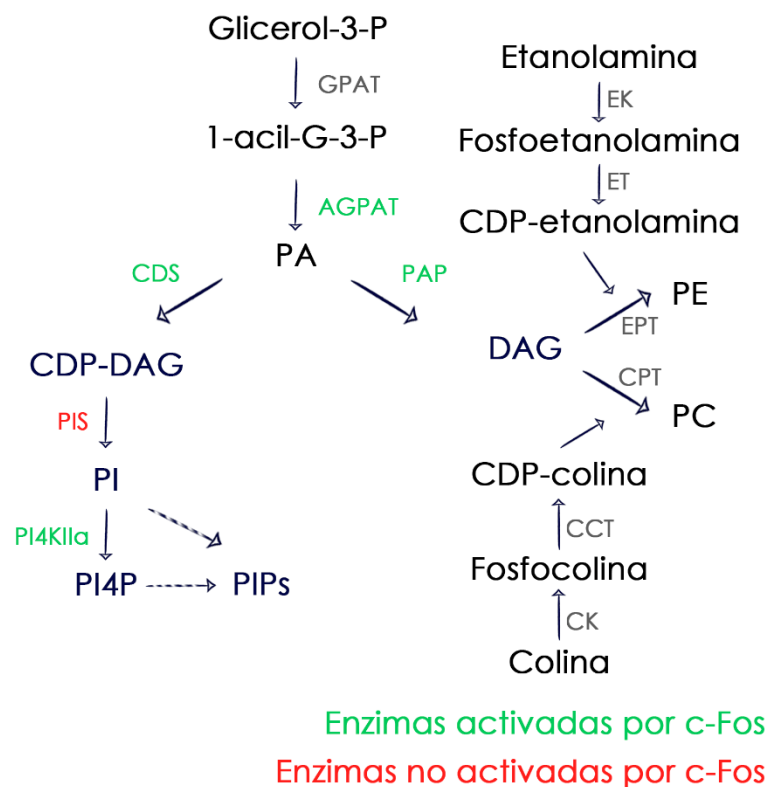 Glicerol-3-P
GPAT
1-acil-G-3-P
AGPAT
PA
CDS
PAP
CDP-DAG
PIS
PI
PI4KIIa
PI4P
PIPs
Etanolamina
EK
Fosfoetanolamina
ET
CDP-etanolamina
PE
EPT
DAG
CPT
PC
CDP-colina
CCT
Fosfocolina
CK
Colina
Enzimas activadas por c-Fos
Enzimas no activadas por c-Fos